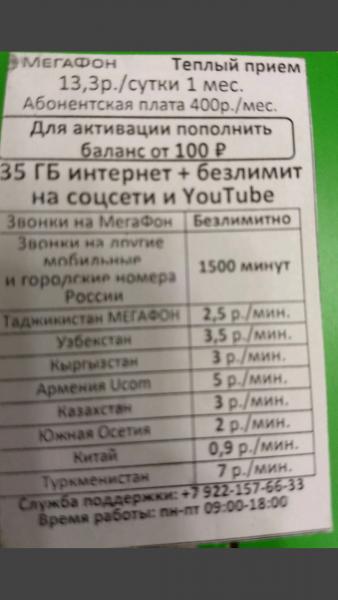 МЕГАФОН Теплый прием
13,3р./сутки 1 мес.
Абонентская плата 400р./мес.
Для активации пополнить
баланс от 100 ₽
35 ГБ интернет + безлимит
на соцсети и YouTube
Звонки на МегаФон Безлимитно
Звонки на другие
мобильные
и городские номера
России
1500 минут
Таджикистан МЕГАФОН 2,5 р./мин.
Узбекстан 3,5 р./мин.
Кыргызстан 3 р./мин.
Армения Ucom 5 р./мин.
Казахстан 3 р./мин.
Южная Осетия 2 р./мин.
Китай 0,9 р./мин.
Туркменистан 7 р./мин.
Служба поддержки: +7 922-157-66-33
Время работы: пн-пт 09:00-18:00